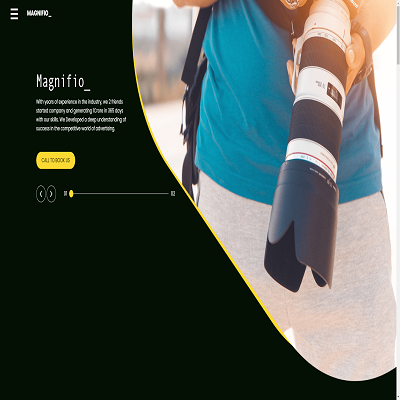 MAGNIFIO_
Magnifio_
With years of experience in the industry, we 2 friends
started company and generating 1Crore in 365 days
with our skills. We Developed a deep understanding of
success in the competitive world of advertising.
CALL TO BOOK US
01
02